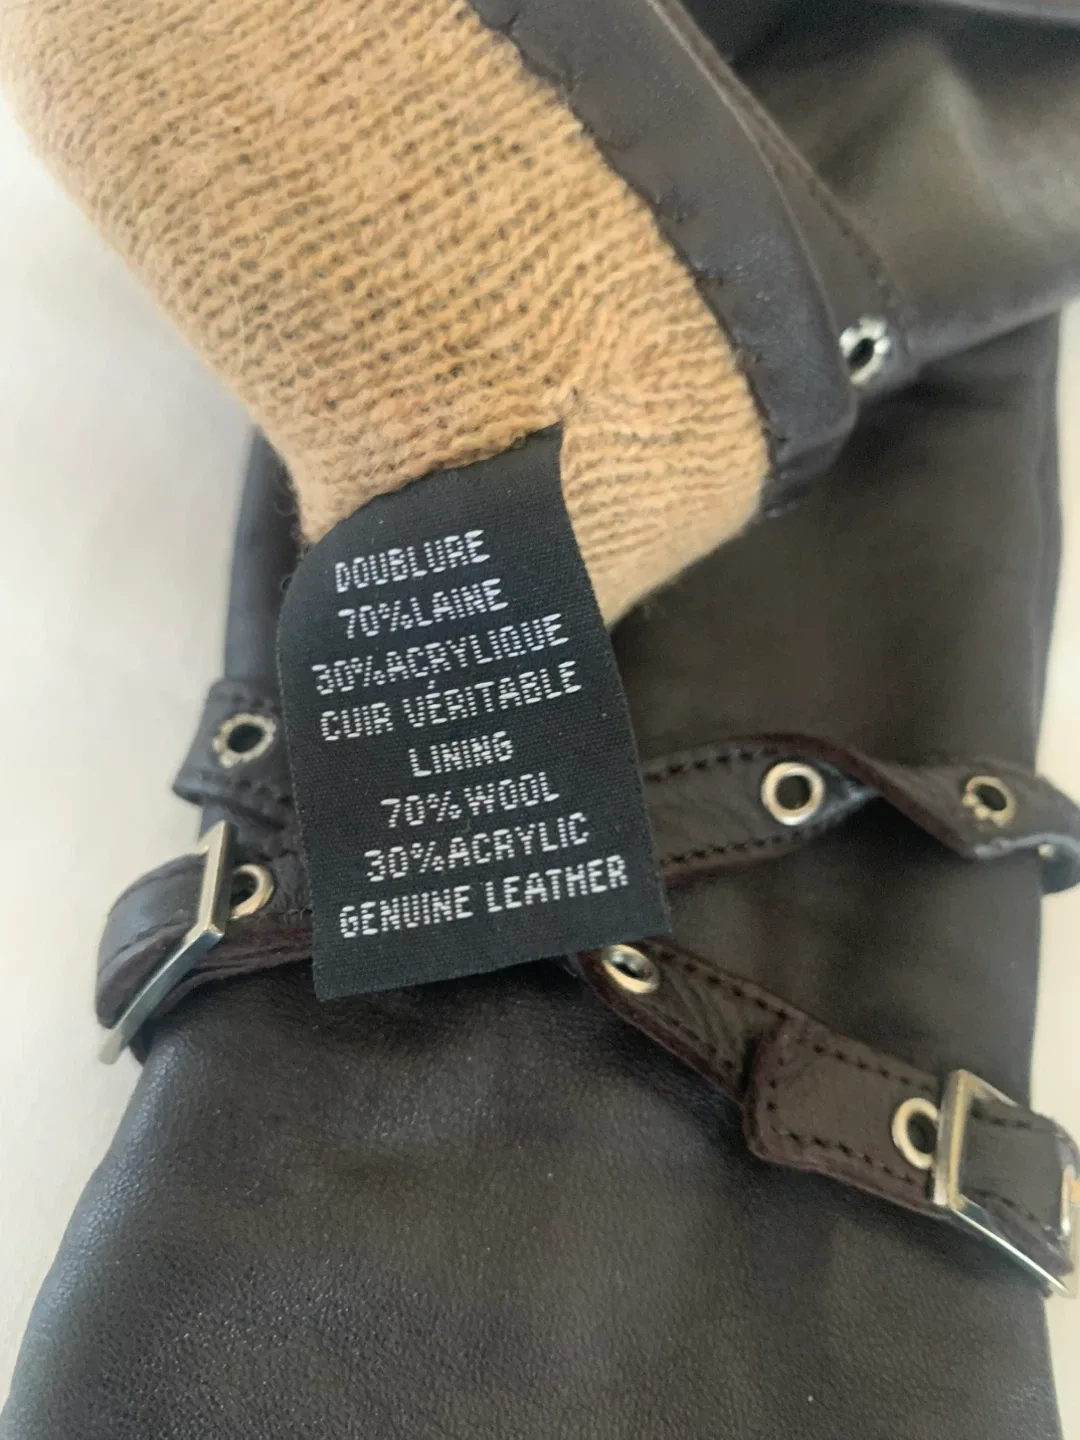 DOUBLURE
70%LAINE
30%ACRYLIQUE
CUIR VÉRITABLE
LINING
70%WOOL
30%ACRYLIC
GENUINE LEATHER